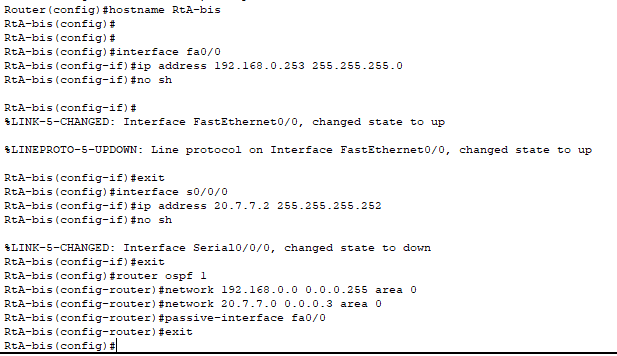 Router(config)#hostname RtA-bis
RtA-bis(config)#
RtA-bis(config)#
RtA-bis(config)#interface fa0/0
RtA-bis(config-if)#ip address 192.168.0.253 255.255.255.0
RtA-bis(config-if)#no sh
RtA-bis(config-if)#
%LINK-5-CHANGED: Interface FastEthernet0/0, changed state to up
%LINEPROTO-5-UPDOWN: Line protocol on Interface FastEthernet0/0, changed state to up
RtA-bis(config-if)#exit
RtA-bis(config)#interface s0/0/0
RtA-bis(config-if)#ip address 20.7.7.2 255.255.255.252
RtA-bis(config-if)#no sh
%LINK-5-CHANGED: Interface Serial0/0/0, changed state to down
RtA-bis(config-if)#exit
RtA-bis(config)#router ospf 1
RtA-bis(config-router)#network 192.168.0.0 0.0.0.255 area 0
RtA-bis(config-router)#network 20.7.7.0 0.0.0.3 area 0
RtA-bis(config-router)#passive-interface fa0/0
RtA-bis(config-router)#exit
RtA-bis(config)#